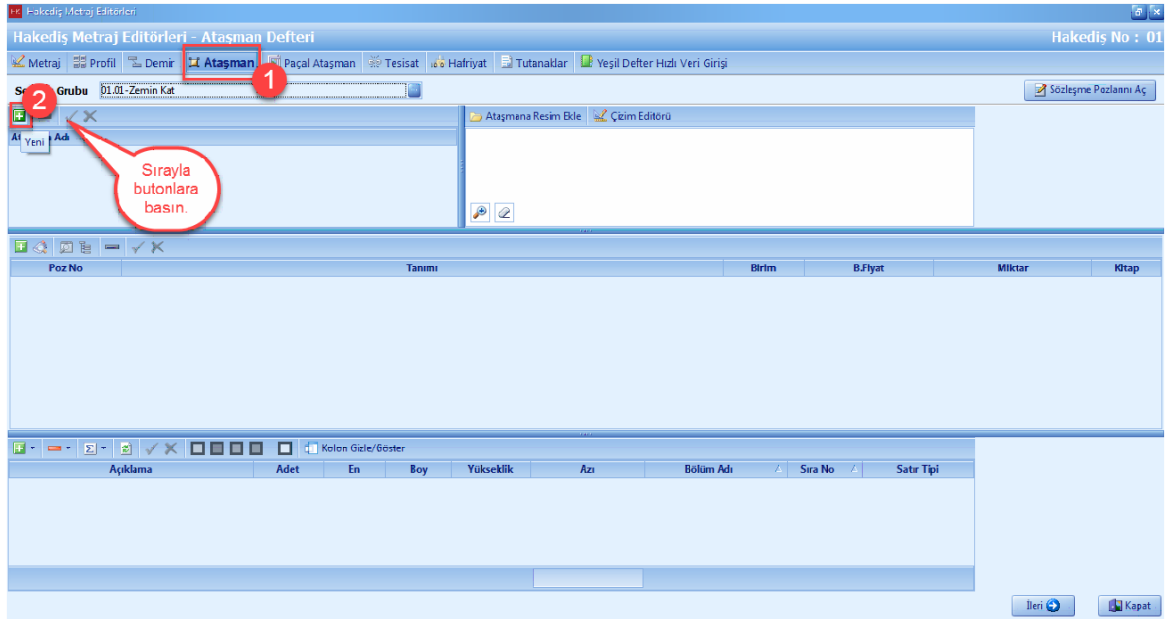 Hakediş Metraj Editörleri
Hakediş Metraj Editörleri - Ataşman Defteri Hakediş No : 01
Metraj Profil Demir Ataşman Paçal Ataşman Tesisat Hafriyat Tutanaklar Yeşil Defter Hızlı Veri Girişi
1
Grubu 01.01-Zemin Kat Sözleşme Pozlarını Aç
2
Ataşmana Resim Ekle Çizim Editörü
Adı
Yeni
Sırayla
butonlara
basın.
Poz No Tanımı Birim B.Fiyat Miktar Kitap
Kolon Gizle/Göster
Açıklama Adet En Boy Yükseklik Azı Bölüm Adı Sıra No Satır Tipi
İleri Kapat